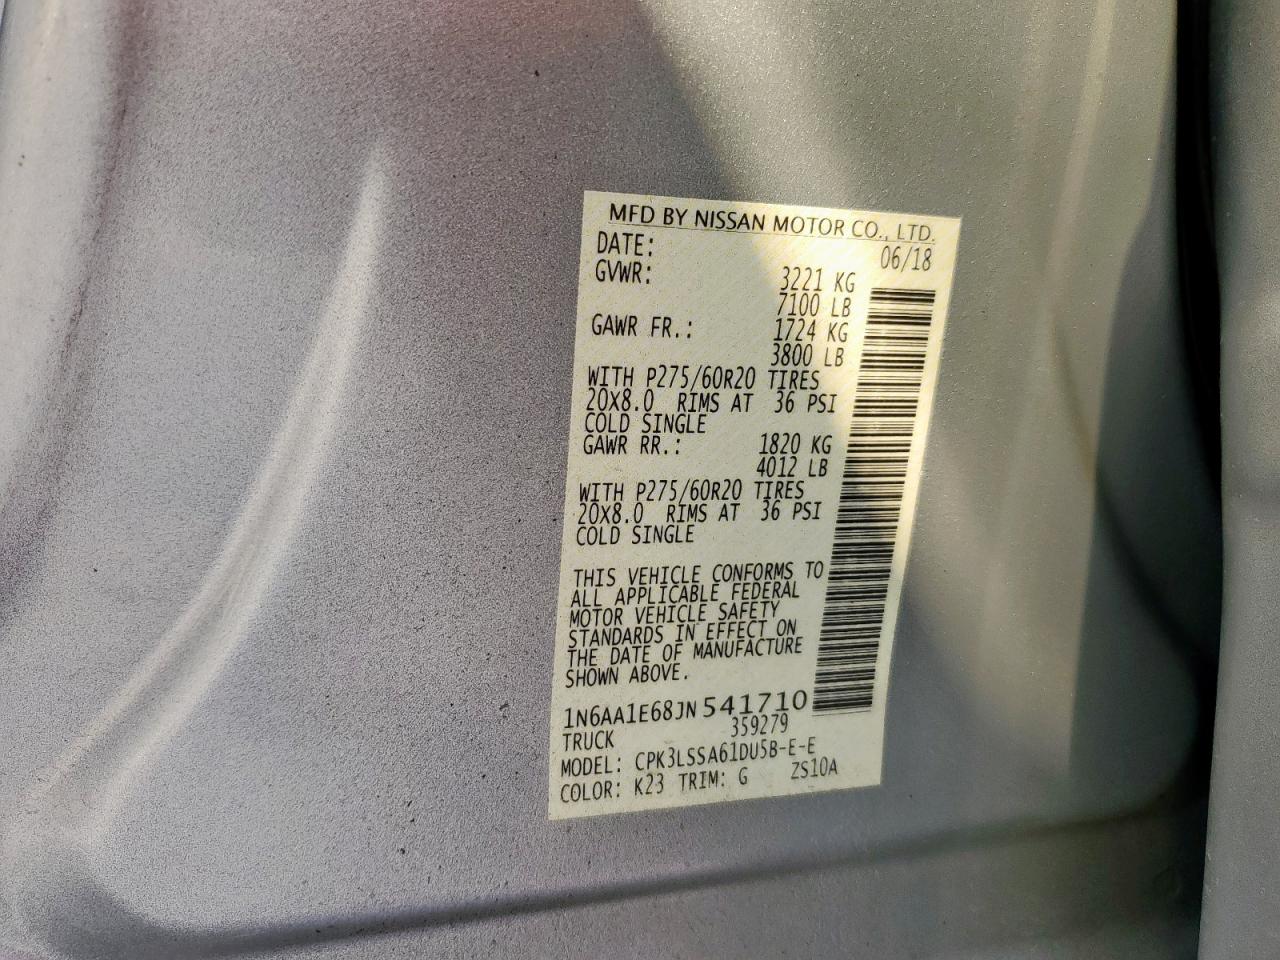 MFD BY NISSAN MOTOR CO., LTD.
DATE: 06/18
GVWR: 3221 KG
7100 LB
GAWR FR.: 1724 KG
3800 LB
WITH P275/60R20 TIRES
20X8.0 RIMS AT 36 PSI
COLD SINGLE
GAWR RR.: 1820 KG
4012 LB
WITH P275/60R20 TIRES
20X8.0 RIMS AT 36 PSI
COLD SINGLE
THIS VEHICLE CONFORMS TO
ALL APPLICABLE FEDERAL
MOTOR VEHICLE SAFETY
STANDARDS IN EFFECT ON
THE DATE OF MANUFACTURE
SHOWN ABOVE.
1N6AA1E68JN541710
TRUCK 359279
MODEL: CPK3LSSA61DU5B-E-E
COLOR: K23 TRIM: G ZS10A